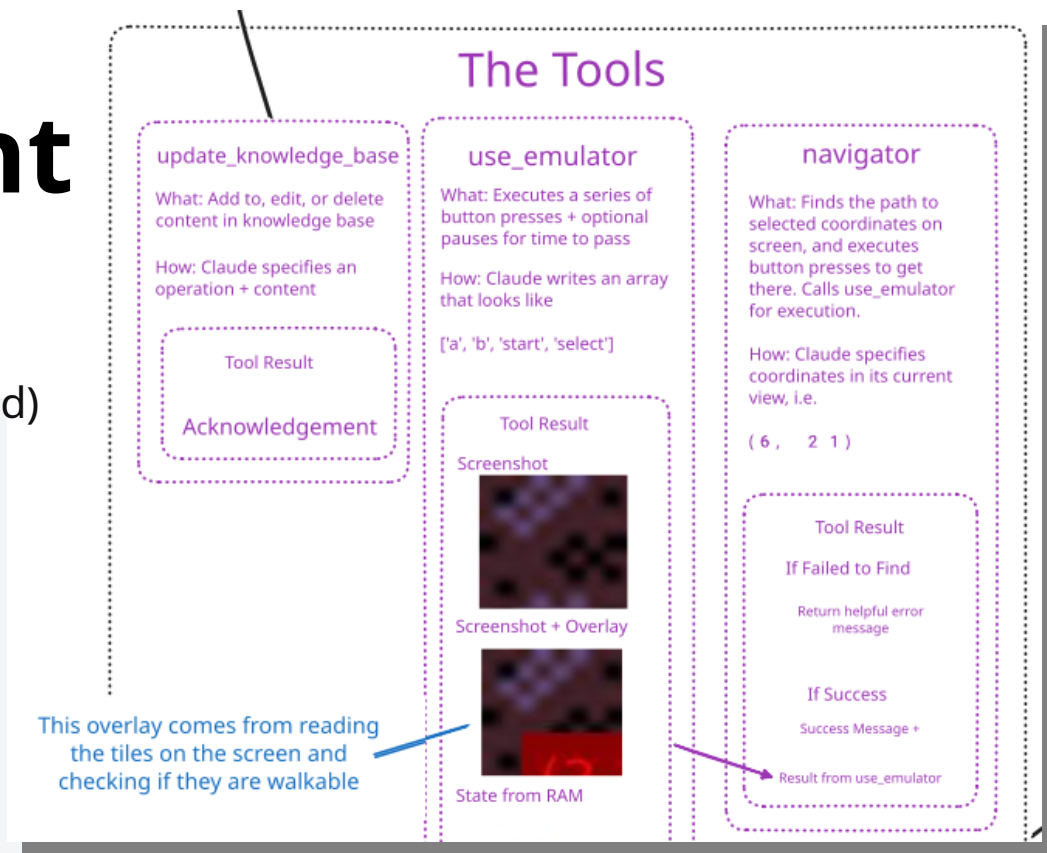 The Tools
nt
d)
update_knowledge_base
What: Add to, edit, or delete
content in knowledge base
How: Claude specifies an
operation + content
Tool Result
Acknowledgement
use_emulator
What: Executes a series of
button presses + optional
pauses for time to pass
How: Claude writes an array
that looks like
['a', 'b', 'start', 'select']
Tool Result
Screenshot
Screenshot + Overlay
State from RAM
This overlay comes from reading
the tiles on the screen and
checking if they are walkable
navigator
What: Finds the path to
selected coordinates on
screen, and executes
button presses to get
there. Calls use_emulator
for execution.
How: Claude specifies
coordinates in its current
view, i.e.
(6, 21)
Tool Result
If Failed to Find
Return helpful error
message
If Success
Success Message +
Result from use_emulator